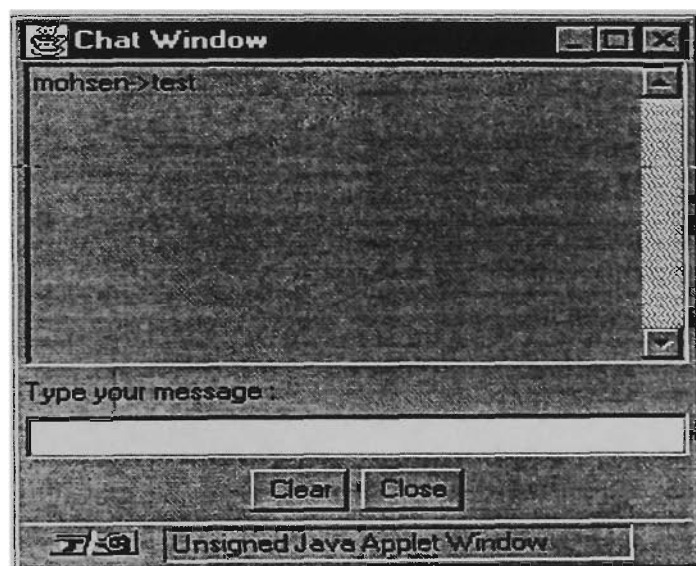 Chat Window
mohsen->test
Type your message :
Clear Close
Unsigned Java Applet Window